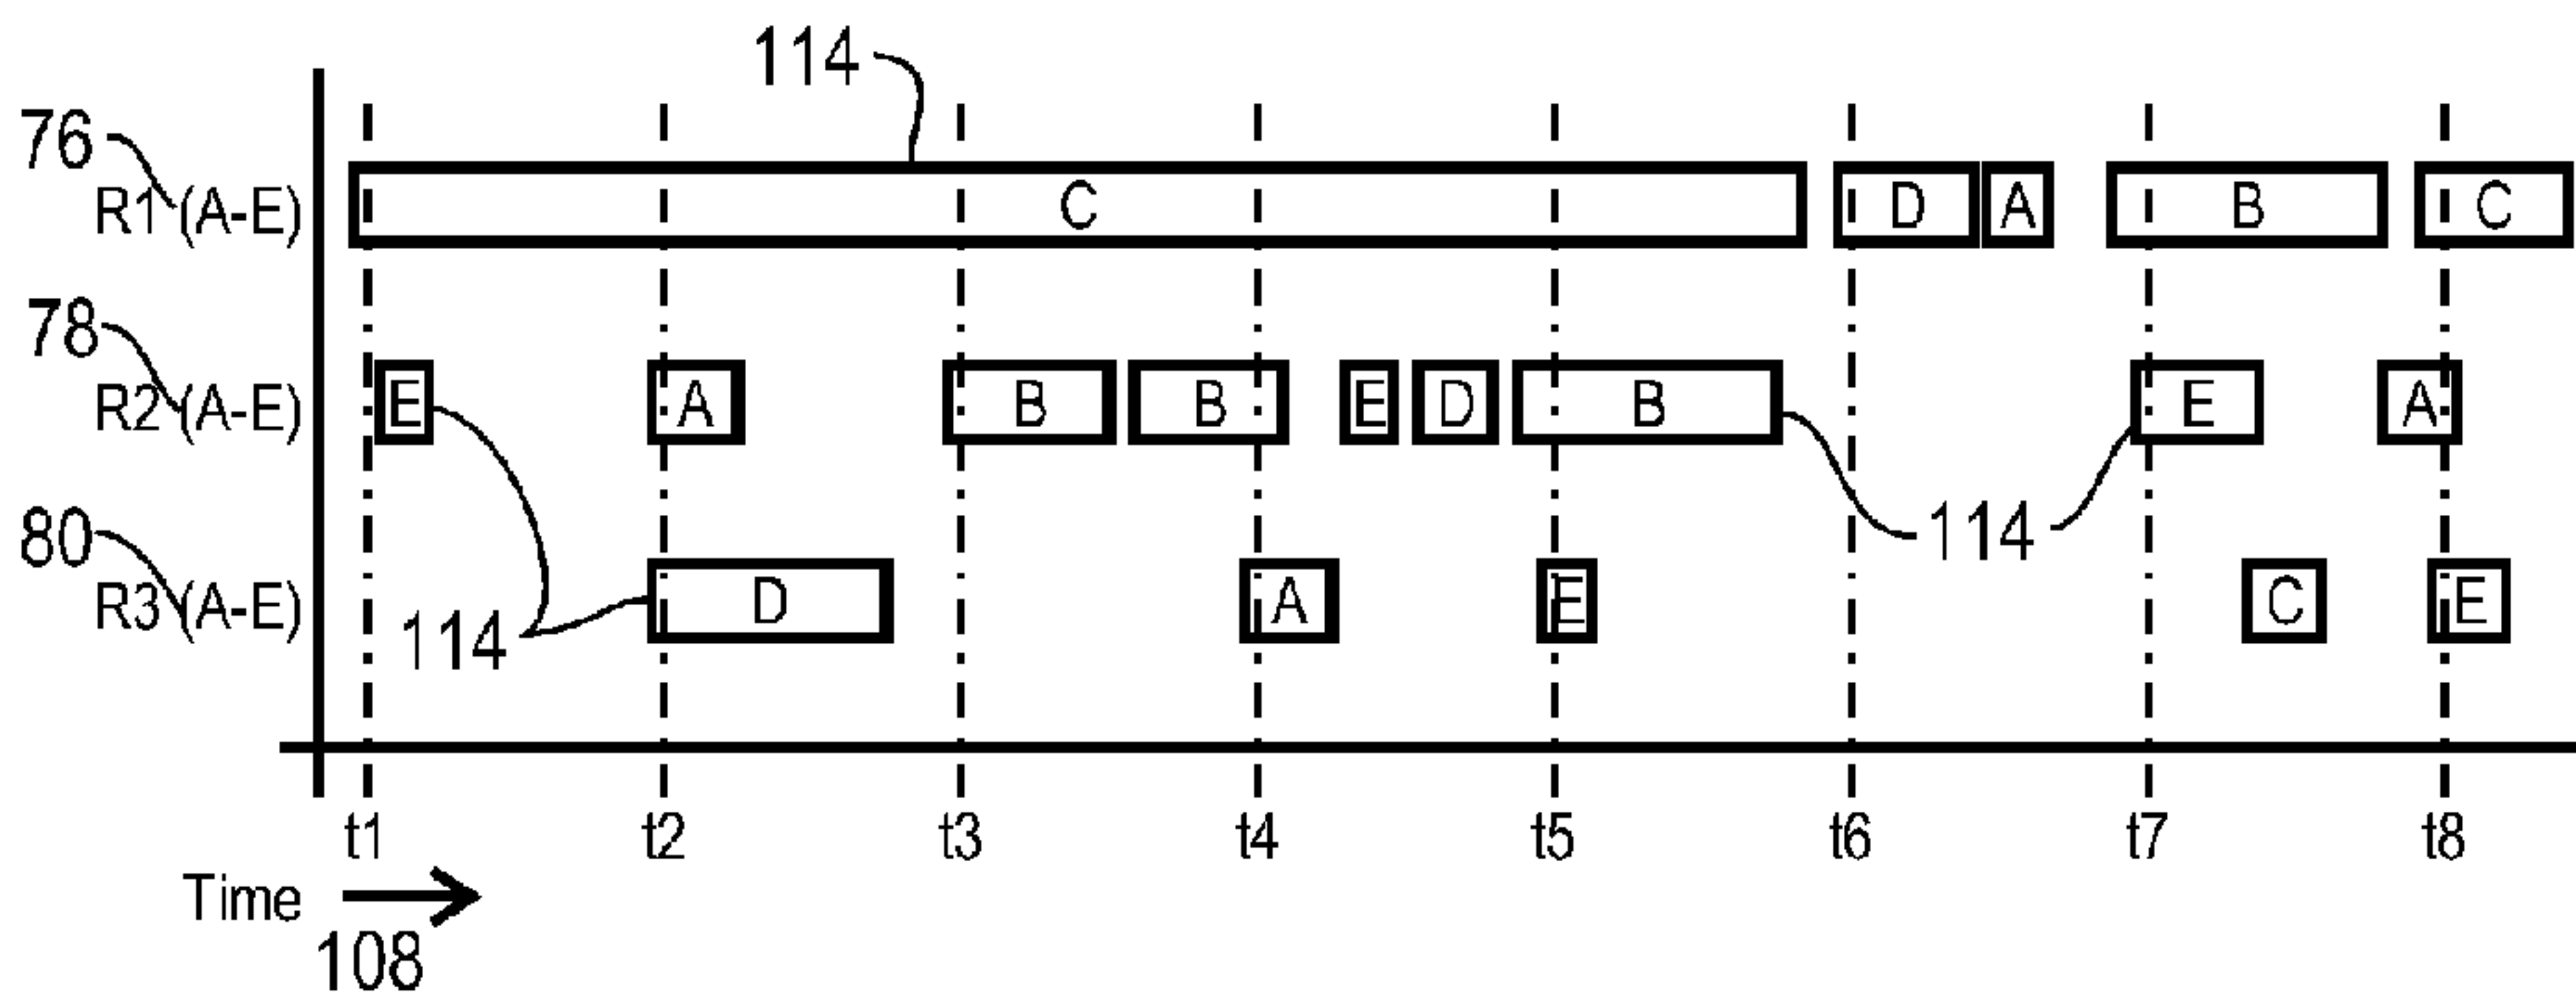 114
76
R1 (A-E) C D A B C
78
R2 (A-E) E A B B E D B E A
80
R3 (A-E) D A E C E
114 114
t1 t2 t3 t4 t5 t6 t7 t8
Time
108